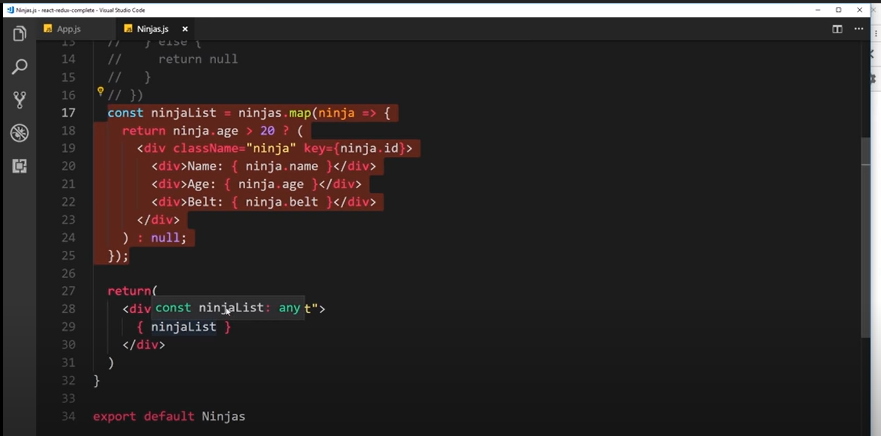 Ninjas.js - react-redux-complete - Visual Studio Code
App.js Ninjas.js
13 // } else {
14 // return null
15 // }
16 // })
17 const ninjaList = ninjas.map(ninja => {
18 return ninja.age > 20 ? (
19 <div className="ninja" key={ninja.id}>
20 <div>Name: { ninja.name }</div>
21 <div>Age: { ninja.age }</div>
22 <div>Belt: { ninja.belt }</div>
23 </div>
24 ) : null;
25 });
26
27 return(
28 <div const ninjaList: any t">
29 { ninjaList }
30 </div>
31 )
32 }
33
34 export default Ninjas